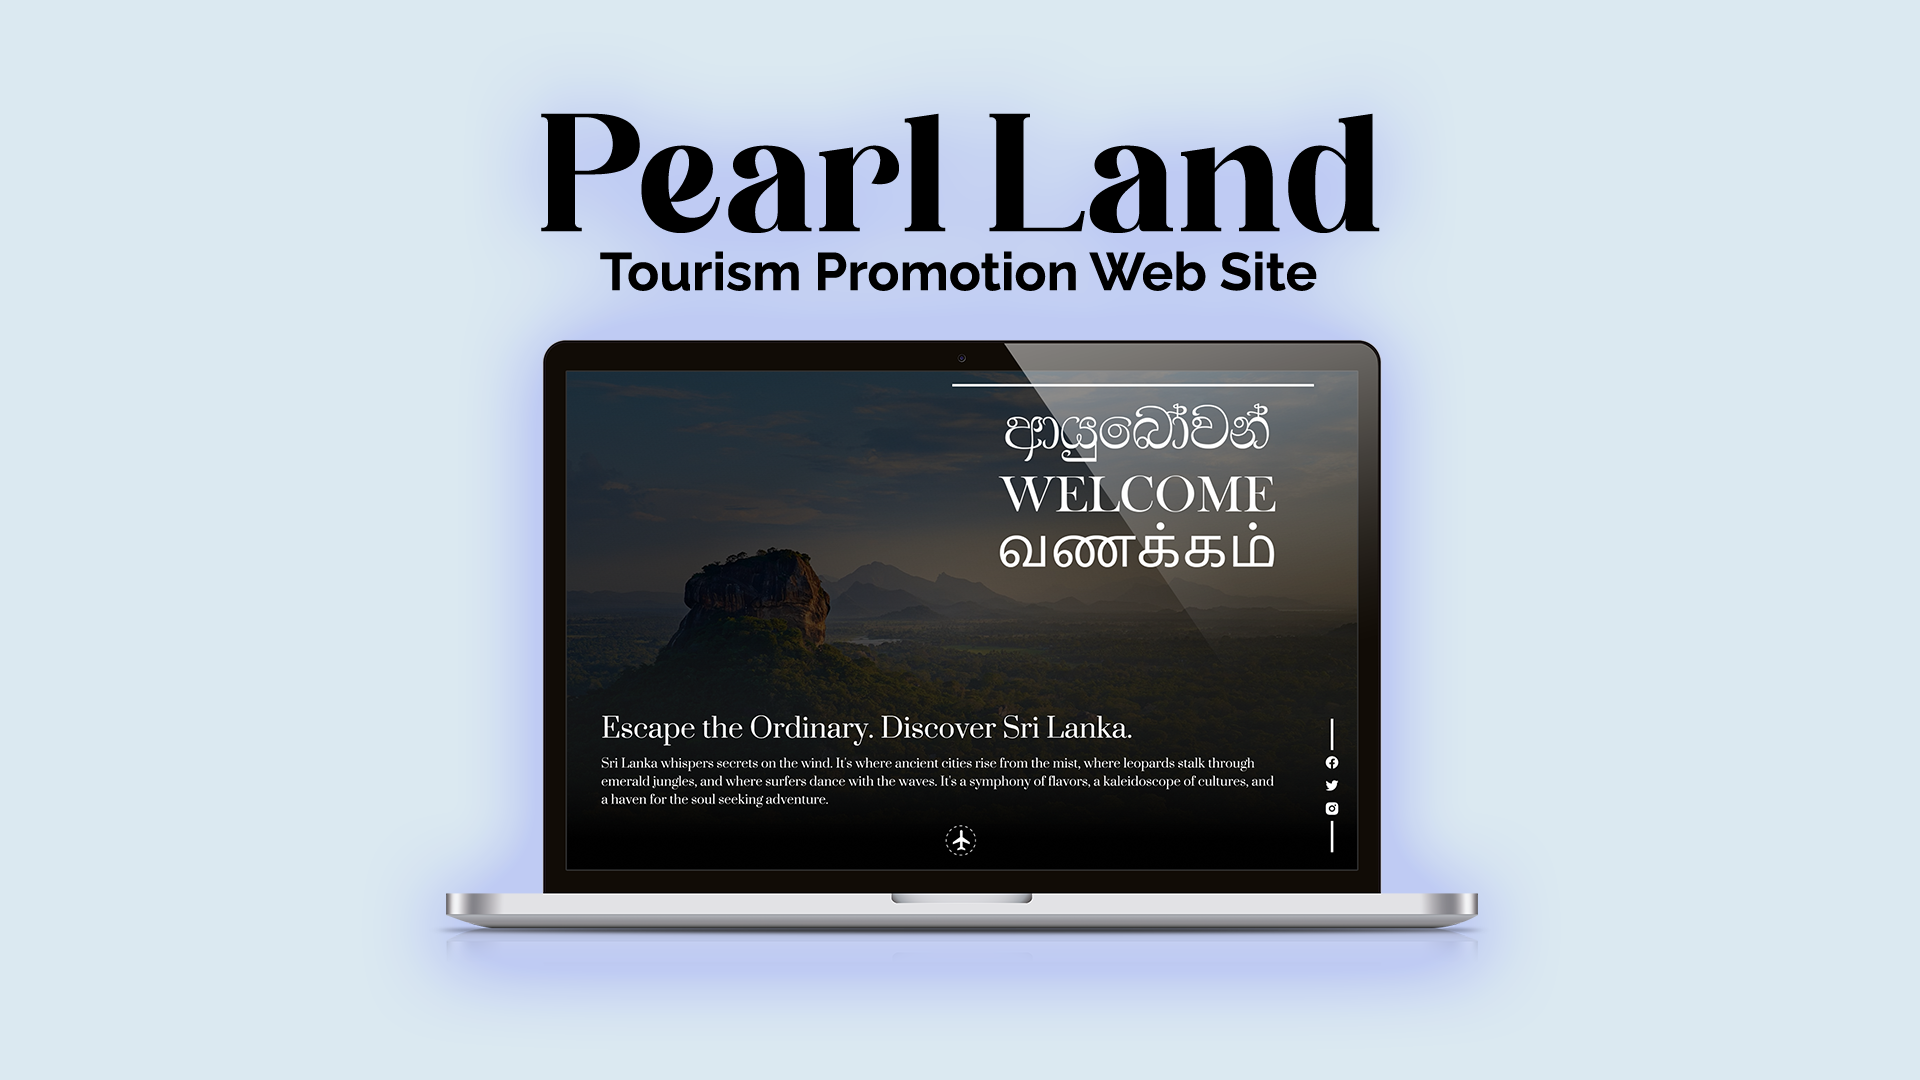 Pearl Land
Tourism Promotion Web Site
ආයුබෝවන්
WELCOME
வணக்கம்
Escape the Ordinary. Discover Sri Lanka.
Sri Lanka whispers secrets on the wind. It's where ancient cities rise from the mist, where leopards stalk through
emerald jungles, and where surfers dance with the waves. It's a symphony of flavors, a kaleidoscope of cultures, and
a haven for the soul seeking adventure.